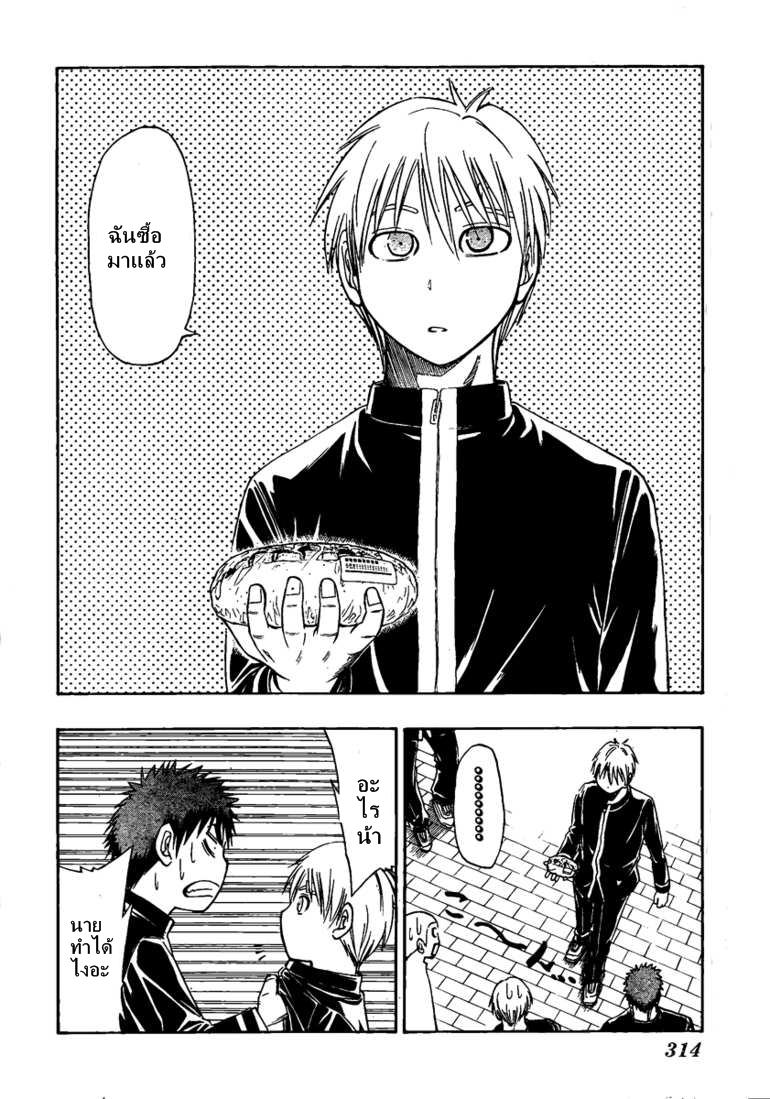 ฉันซื้อ
มาแล้ว
อะ
ไร
น้า
นาย
ทำได้
ไงอะ
314